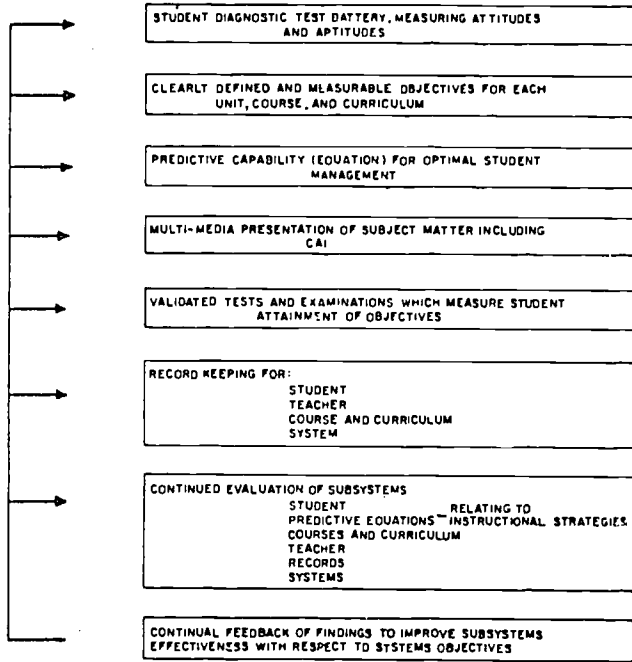 STUDENT DIAGNOSTIC TEST BATTERY, MEASURING ATTITUDES
AND APTITUDES
CLEARLT DEFINED AND MEASURABLE OBJECTIVES FOR EACH
UNIT, COURSE, AND CURRICULUM
PREDICTIVE CAPABILITY (EQUATION) FOR OPTIMAL STUDENT
MANAGEMENT
MULTI-MEDIA PRESENTATION OF SUBJECT MATTER INCLUDING
CAI
VALIDATED TESTS AND EXAMINATIONS WHICH MEASURE STUDENT
ATTAINMENT OF OBJECTIVES
RECORD KEEPING FOR:
STUDENT
TEACHER
COURSE AND CURRICULUM
SYSTEM
CONTINUED EVALUATION OF SUBSYSTEMS
STUDENT RELATING TO
PREDICTIVE EQUATIONS — INSTRUCTIONAL STRATEGIES
COURSES AND CURRICULUM
TEACHER
RECORDS
SYSTEMS
CONTINUAL FEEDBACK OF FINDINGS TO IMPROVE SUBSYSTEMS
EFFECTIVENESS WITH RESPECT TO SYSTEMS OBJECTIVES